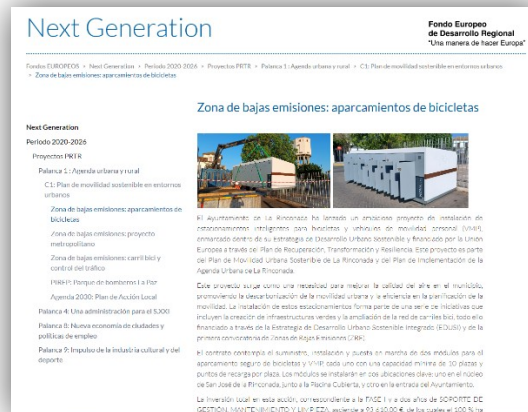 Next Generation
Fondo Europeo
de Desarrollo Regional
"Una manera de hacer Europa"
Fondos EUROPEOS > Next Generation > Periodo 2020-2026 > Proyectos PRTR > Palanca 1: Agenda urbana y rural > C1: Plan de movilidad sostenible en entornos urbanos
> Zona de bajas emisiones: aparcamientos de bicicletas
Zona de bajas emisiones: aparcamientos de bicicletas
Next Generation
Periodo 2020-2026
Proyectos PRTR
Palanca 1: Agenda urbana y rural
C1: Plan de movilidad sostenible en entornos
urbanos
Zona de bajas emisiones: aparcamientos de
bicicletas
Zona de bajas emisiones: proyecto
metropolitano
Zona de bajas emisiones: carril bici y
control del tráfico
PIREP: Parque de bomberos La Paz
Agenda 2030: Plan de Acción Local
Palanca 4: Una administración para el S.XXI
Palanca 8: Nueva economía de cuidados y
políticas de empleo
Palanca 9: Impulso de la industria cultural y del
deporte
El Ayuntamiento de La Rinconada ha lanzado un ambicioso proyecto de instalación de
estacionamientos inteligentes para bicicletas y vehículos de movilidad personal (VMP),
enmarcado dentro de su Estrategia de Desarrollo Urbano Sostenible y financiado por la Unión
Europea a través del Plan de Recuperación, Transformación y Resiliencia. Este proyecto es parte
del Plan de Movilidad Urbana Sostenible de La Rinconada y del Plan de Implementación de la
Agenda Urbana de La Rinconada.
Este proyecto surge como una necesidad para mejorar la calidad del aire en el municipio,
promoviendo la descarbonización de la movilidad urbana y la eficiencia en la planificación de la
movilidad. La instalación de estos estacionamientos forma parte de una serie de iniciativas que
incluyen la creación de infraestructuras verdes y la ampliación de la red de carriles bici, todo ello
financiado a través de la Estrategia de Desarrollo Urbano Sostenible Integrado (EDUSI) y de la
primera convocatoria de Zonas de Bajas Emisiones (ZBE).
El contrato contempla el suministro, instalación y puesta en marcha de dos módulos para el
aparcamiento seguro de bicicletas y VMP, cada uno con una capacidad mínima de 10 plazas y
puntos de recarga por plaza. Los módulos se instalarán en dos ubicaciones clave: uno en el núcleo
de San José de la Rinconada, junto a la Piscina Cubierta, y otro en la entrada del Ayuntamiento.
La inversión total en esta acción, correspondiente a la FASE I y a dos años de SOPORTE DE
GESTIÓN, MANTENIMIENTO Y LIMPIEZA, asciende a 93.610,00 €, de los cuales el 100 % ha